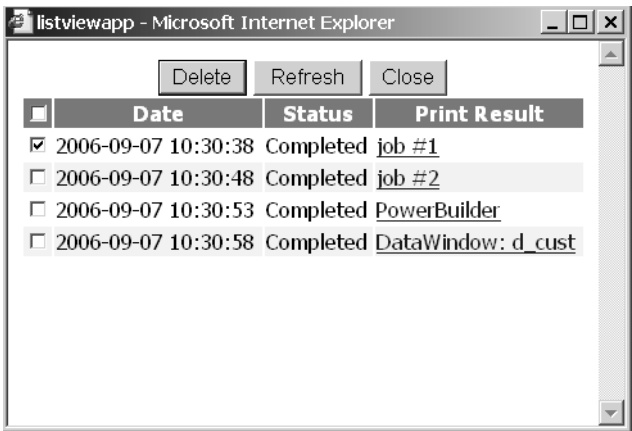 listviewapp - Microsoft Internet Explorer
Delete Refresh Close
Date Status Print Result
2006-09-07 10:30:38 Completed job #1
2006-09-07 10:30:48 Completed job #2
2006-09-07 10:30:53 Completed PowerBuilder
2006-09-07 10:30:58 Completed DataWindow: d_cust